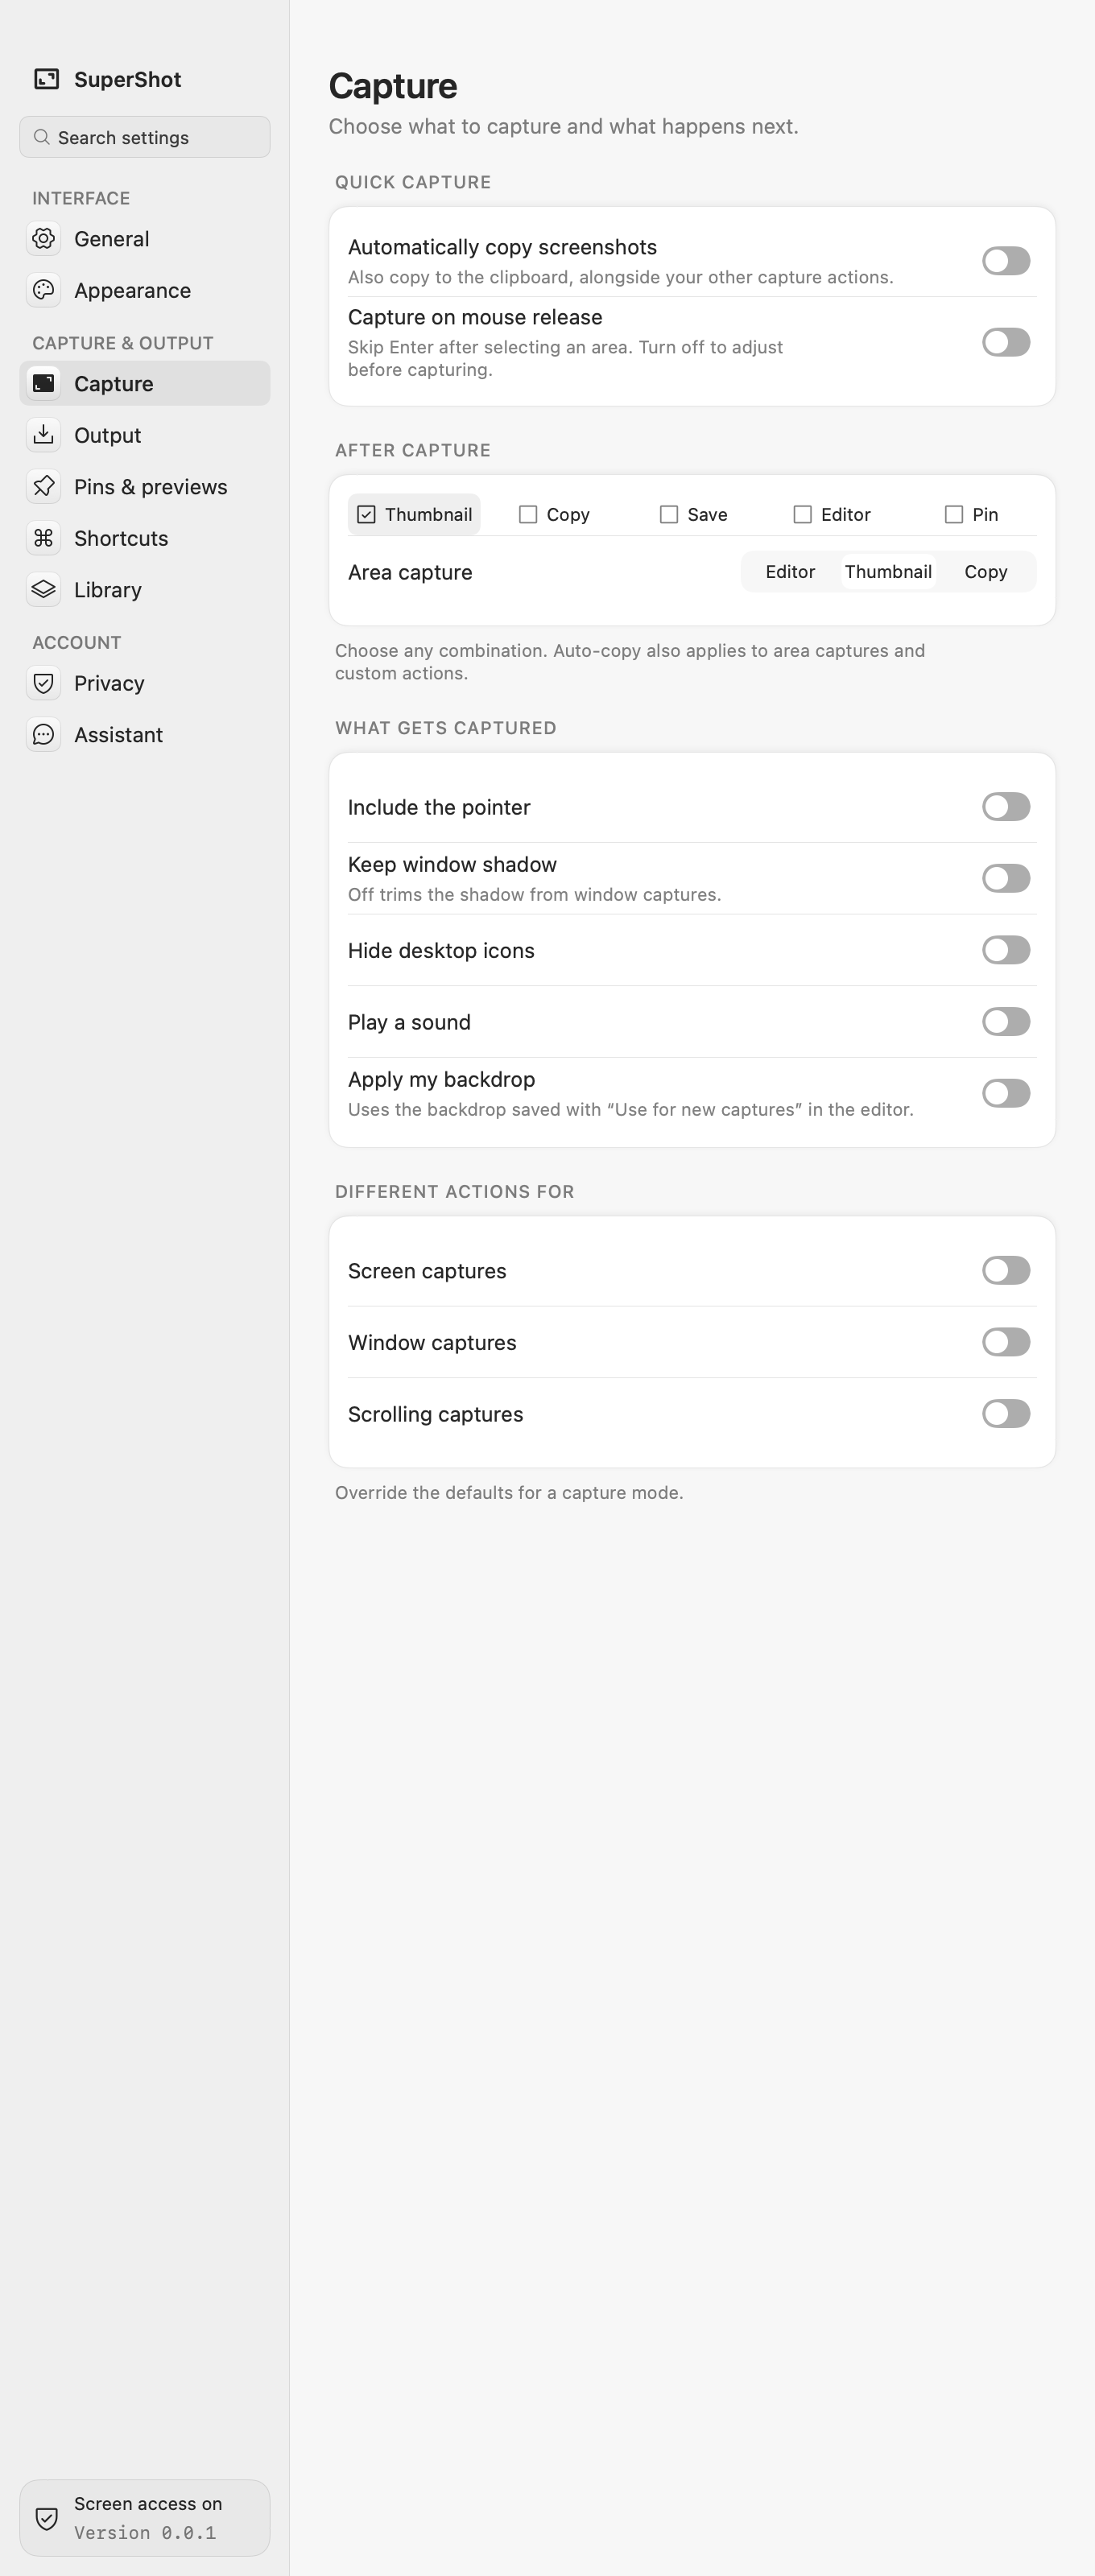 SuperShot
Search settings
INTERFACE
General
Appearance
CAPTURE & OUTPUT
Capture
Output
Pins & previews
Shortcuts
Library
ACCOUNT
Privacy
Assistant
Screen access on
Version 0.0.1
Capture
Choose what to capture and what happens next.
QUICK CAPTURE
Automatically copy screenshots
Also copy to the clipboard, alongside your other capture actions.
Capture on mouse release
Skip Enter after selecting an area. Turn off to adjust
before capturing.
AFTER CAPTURE
Thumbnail Copy Save Editor Pin
Area capture Editor Thumbnail Copy
Choose any combination. Auto-copy also applies to area captures and
custom actions.
WHAT GETS CAPTURED
Include the pointer
Keep window shadow
Off trims the shadow from window captures.
Hide desktop icons
Play a sound
Apply my backdrop
Uses the backdrop saved with “Use for new captures” in the editor.
DIFFERENT ACTIONS FOR
Screen captures
Window captures
Scrolling captures
Override the defaults for a capture mode.